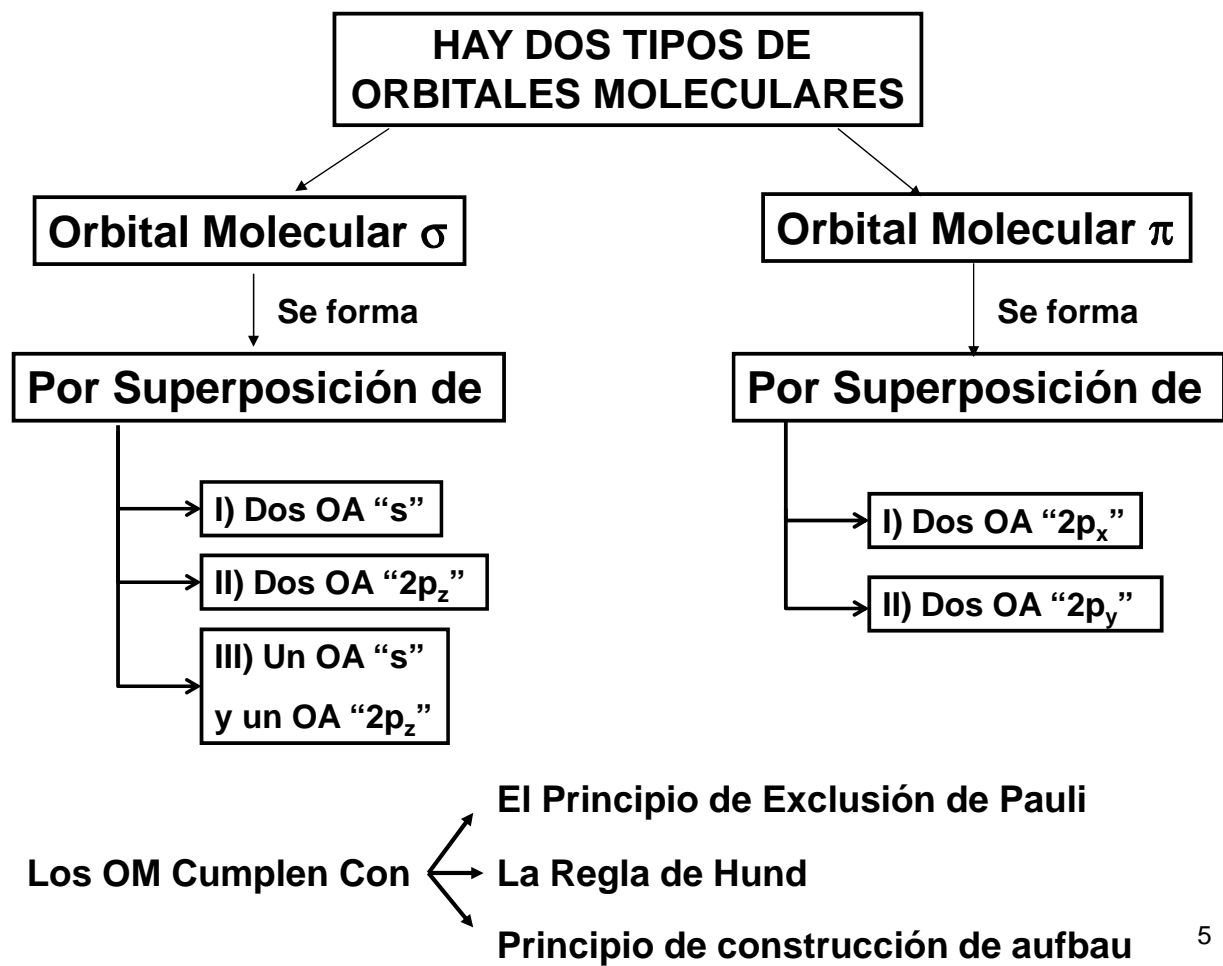 HAY DOS TIPOS DE
ORBITALES MOLECULARES
Orbital Molecular σ
Se forma
Por Superposición de
I) Dos OA “s”
II) Dos OA “2pz”
III) Un OA “s”
y un OA “2pz”
Orbital Molecular π
Se forma
Por Superposición de
I) Dos OA “2px”
II) Dos OA “2py”
Los OM Cumplen Con
El Principio de Exclusión de Pauli
La Regla de Hund
Principio de construcción de aufbau
5